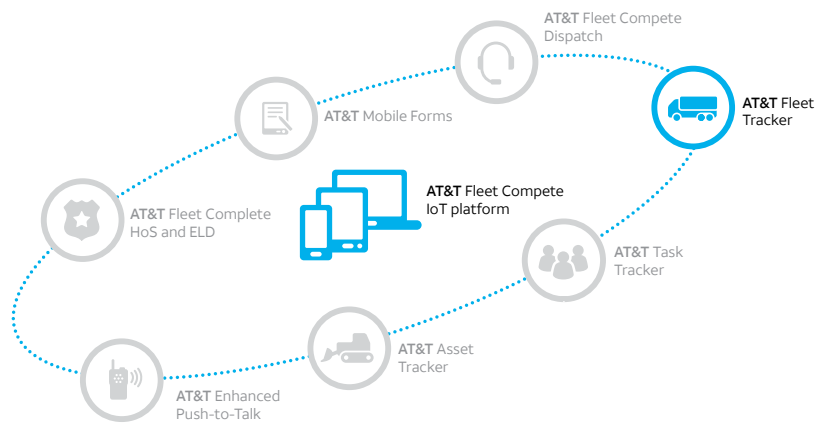 AT&T Fleet Compete
Dispatch
AT&T Fleet
Tracker
AT&T Mobile Forms
AT&T Fleet Compete
IoT platform
AT&T Fleet Complete
HoS and ELD
AT&T Task
Tracker
AT&T Asset
Tracker
AT&T Enhanced
Push-to-Talk